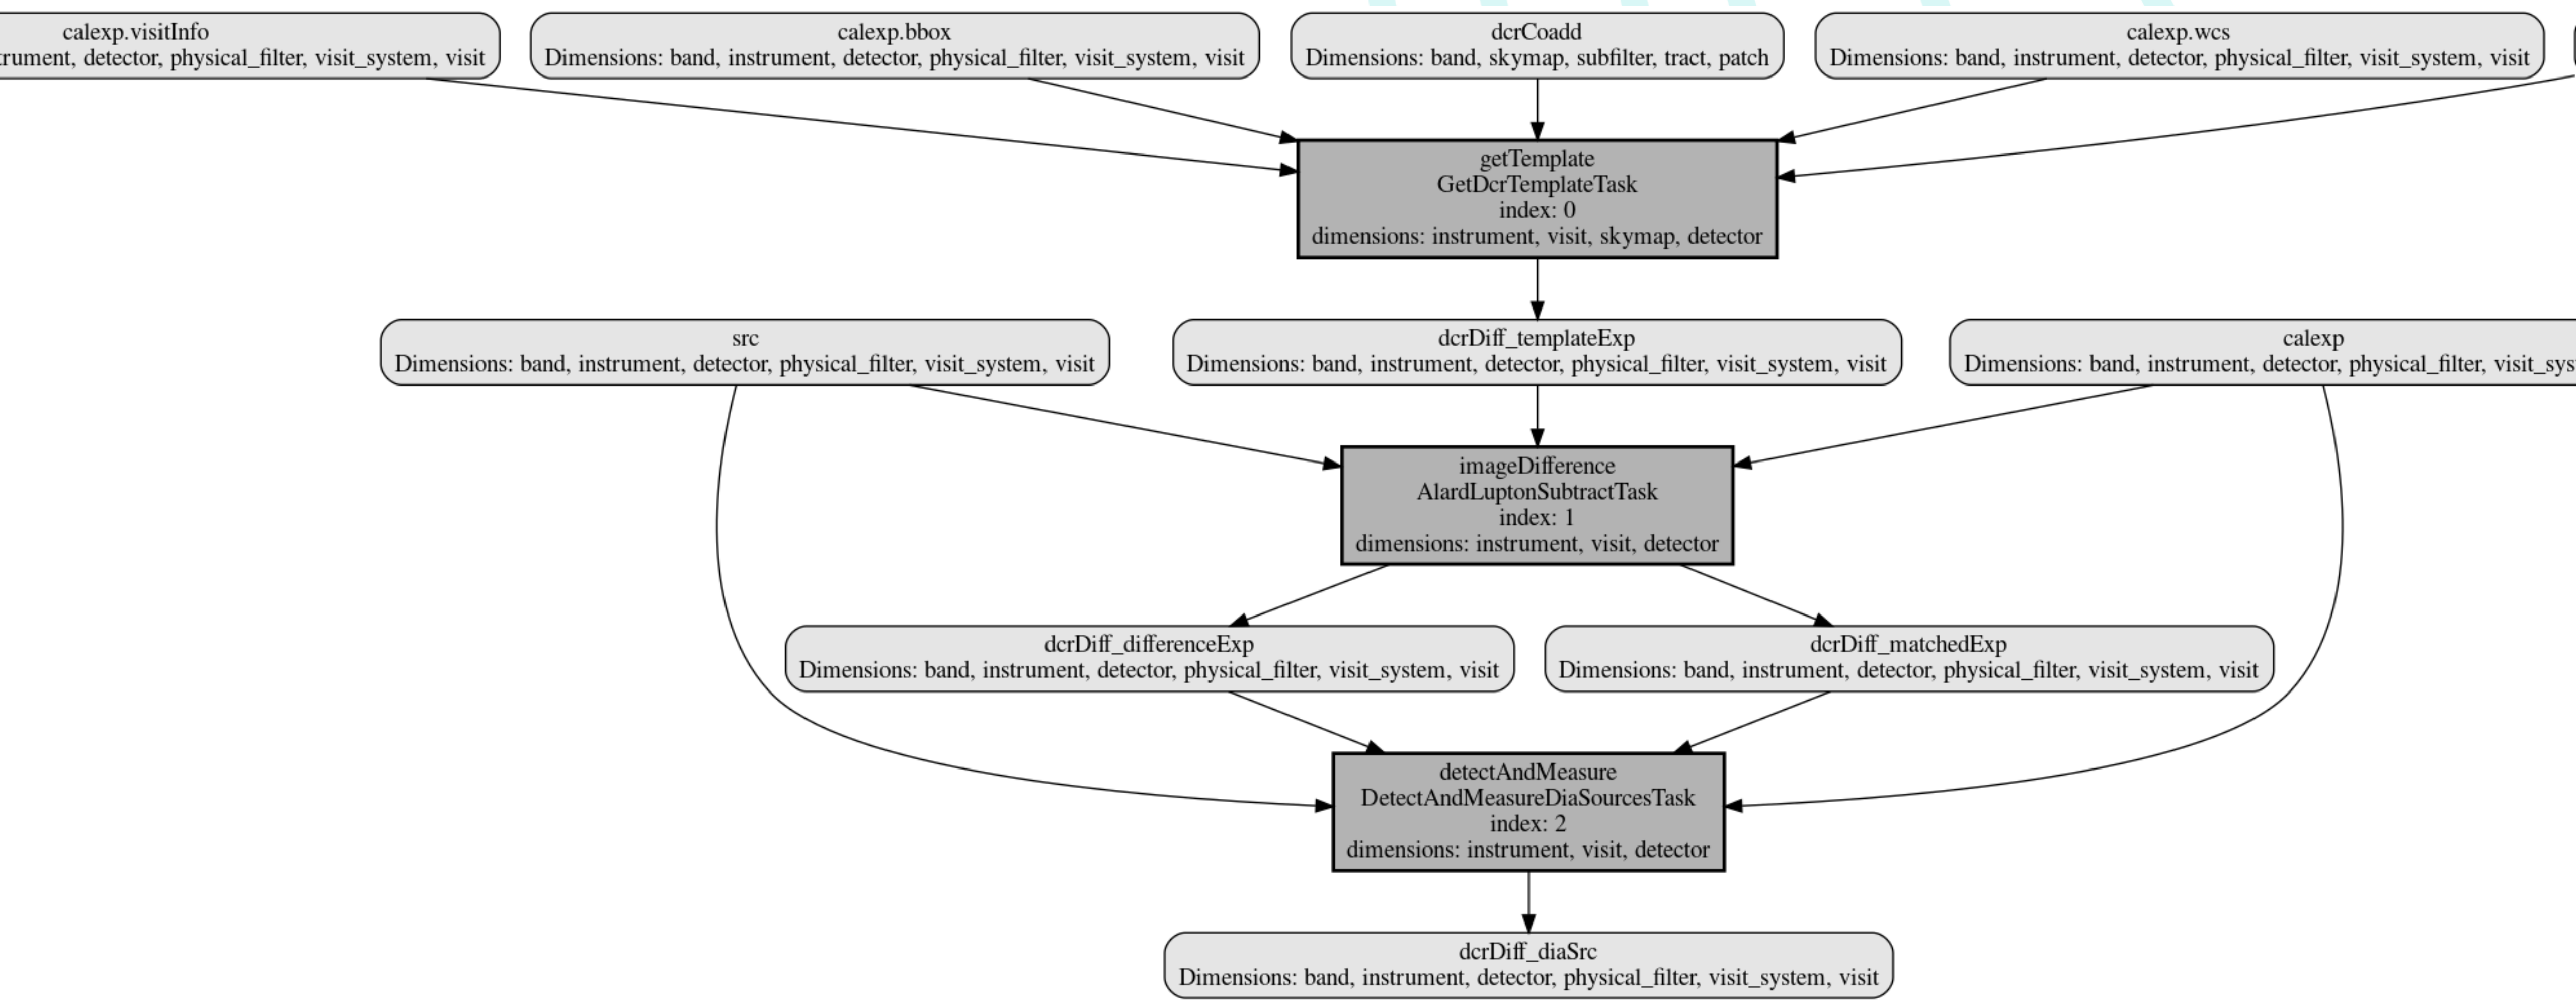 calexp.visitInfo
trument, detector, physical_filter, visit_system, visit
calexp.bbox
Dimensions: band, instrument, detector, physical_filter, visit_system, visit
dcrCoadd
Dimensions: band, skymap, subfilter, tract, patch
calexp.wcs
Dimensions: band, instrument, detector, physical_filter, visit_system, visit
getTemplate
GetDcrTemplateTask
index: 0
dimensions: instrument, visit, skymap, detector
src
Dimensions: band, instrument, detector, physical_filter, visit_system, visit
dcrDiff_templateExp
Dimensions: band, instrument, detector, physical_filter, visit_system, visit
calexp
Dimensions: band, instrument, detector, physical_filter, visit_sys
imageDifference
AlardLuptonSubtractTask
index: 1
dimensions: instrument, visit, detector
dcrDiff_differenceExp
Dimensions: band, instrument, detector, physical_filter, visit_system, visit
dcrDiff_matchedExp
Dimensions: band, instrument, detector, physical_filter, visit_system, visit
detectAndMeasure
DetectAndMeasureDiaSourcesTask
index: 2
dimensions: instrument, visit, detector
dcrDiff_diaSrc
Dimensions: band, instrument, detector, physical_filter, visit_system, visit